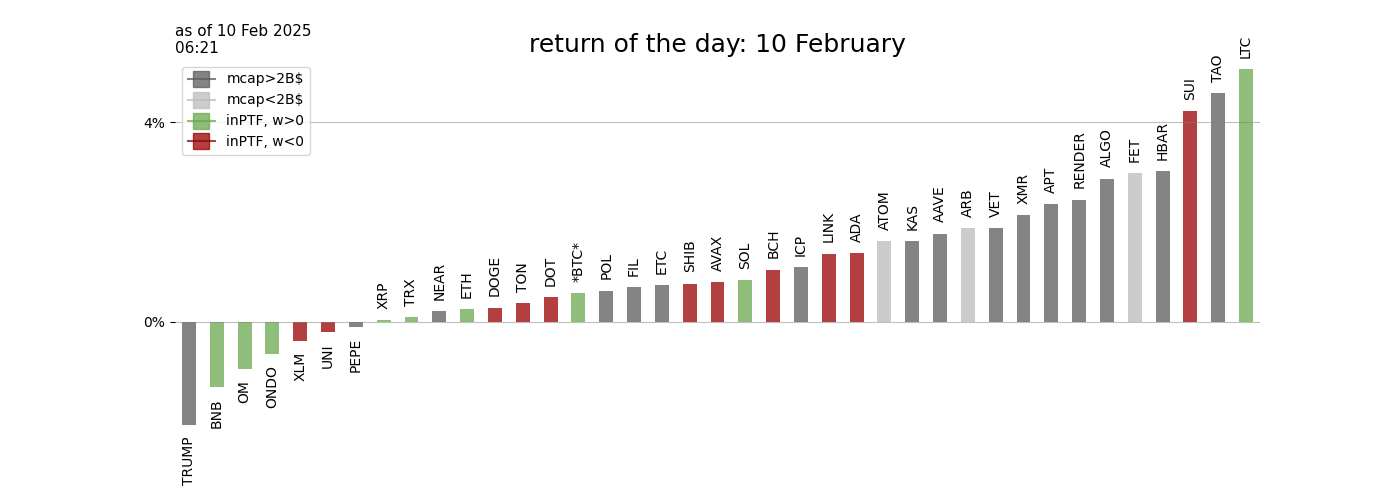 as of 10 Feb 2025
06:21
return of the day: 10 February
mcap>2B$
mcap<2B$
inPTF, w>0
inPTF, w<0
4%
0%
TRUMP
BNB
OM
ONDO
XLM
UNI
PEPE
XRP
TRX
NEAR
ETH
DOGE
TON
DOT
*BTC*
POL
FIL
ETC
SHIB
AVAX
SOL
BCH
ICP
LINK
ADA
ATOM
KAS
AAVE
ARB
VET
XMR
APT
RENDER
ALGO
FET
HBAR
SUI
TAO
LTC